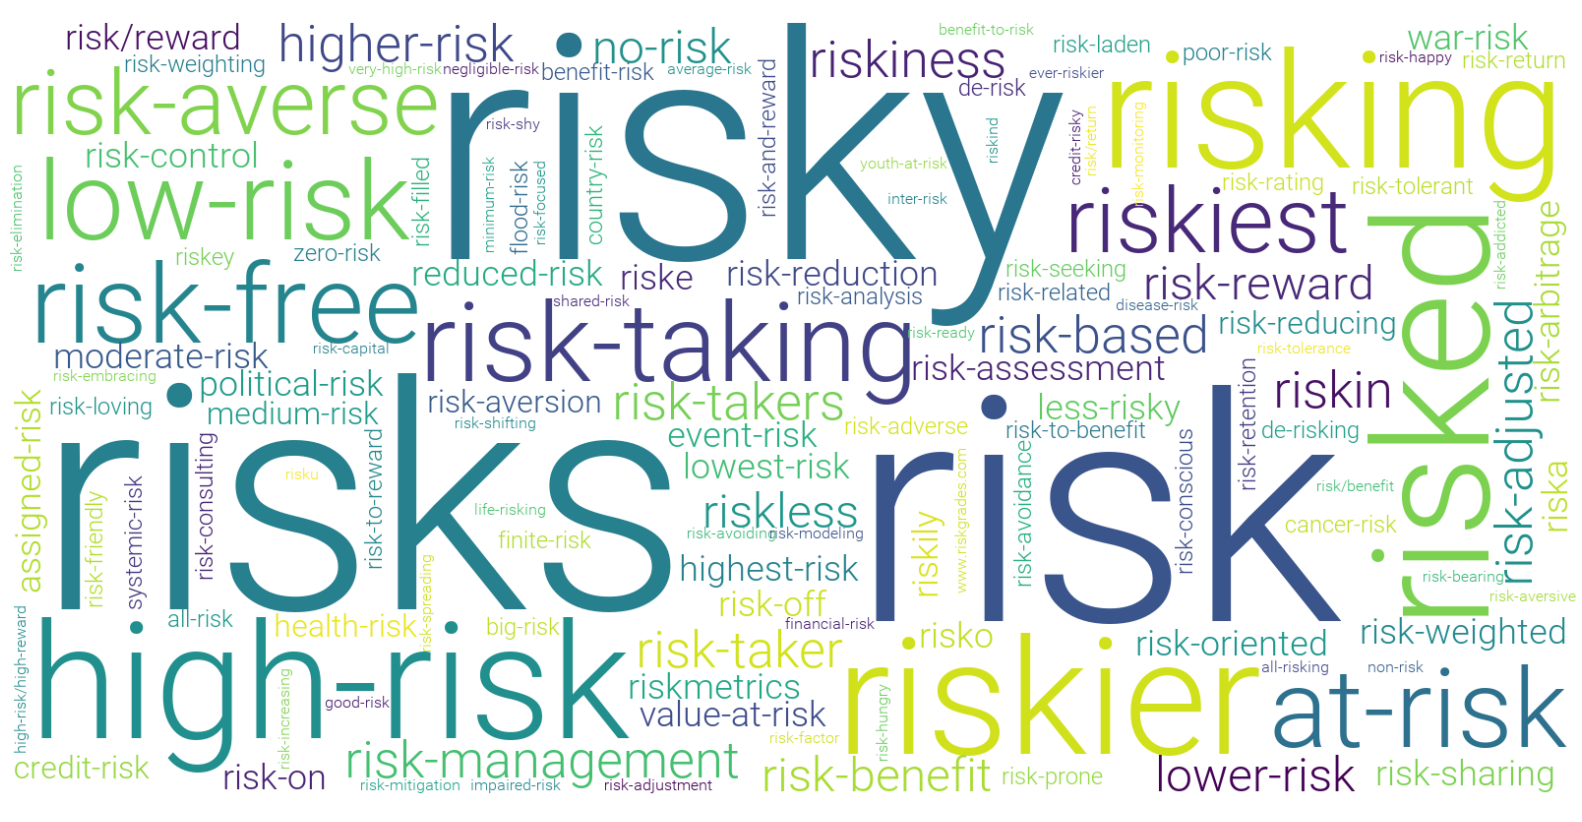 risk/reward
higher-risk
no-risk
riskiness
benefit-to-risk
risk-laden
poor-risk
war-risk
risk-happy
risk-return
risk-weighting
very-high-risk
negligible-risk
benefit-risk
average-risk
de-risk
ever-riskier
risk-averse
risky
risk-and-reward
risking
risk-shy
country-risk
riskind
credit-risky
risk/return
risk-monitoring
risk-control
low-risk
risk-filled
minimum-risk
flood-risk
risk-focused
youth-at-risk
inter-risk
riskiest
risk-rating
risk-tolerant
risk-elimination
riskey
zero-risk
reduced-risk
riske
risk-reduction
risk-seeking
risk-reward
risked
risk-addicted
risk-arbitrage
risk-free
risk-taking
shared-risk
risk-analysis
risk-related
disease-risk
risk-ready
risk-based
risk-reducing
risk-adjusted
moderate-risk
risk-capital
risk-assessment
risk-tolerance
risk-embracing
political-risk
risk-aversion
risk-takers
less-risky
risk-retention
riskin
assigned-risk
risk-loving
medium-risk
risk-shifting
event-risk
risk-adverse
risk-to-benefit
de-risking
risks
risk-consulting
risk-to-reward
risku
lowest-risk
risk
www.riskgrades.com
risk-avoidance
risk-conscious
risk/benefit
riska
risk-friendly
systemic-risk
life-risking
riskless
riskily
cancer-risk
finite-risk
risk-avoiding
risk-modeling
highest-risk
risk-bearing
risk-aversive
high-risk/high-reward
all-risk
health-risk
risk-spreading
big-risk
risk-off
financial-risk
high-risk
risk-taker
risko
risk-oriented
risk-weighted
riskier
all-risking
non-risk
at-risk
risk-increasing
good-risk
riskmetrics
value-at-risk
risk-factor
risk-hungry
credit-risk
risk-on
risk-management
risk-mitigation
impaired-risk
risk-adjustment
risk-benefit
risk-prone
lower-risk
risk-sharing